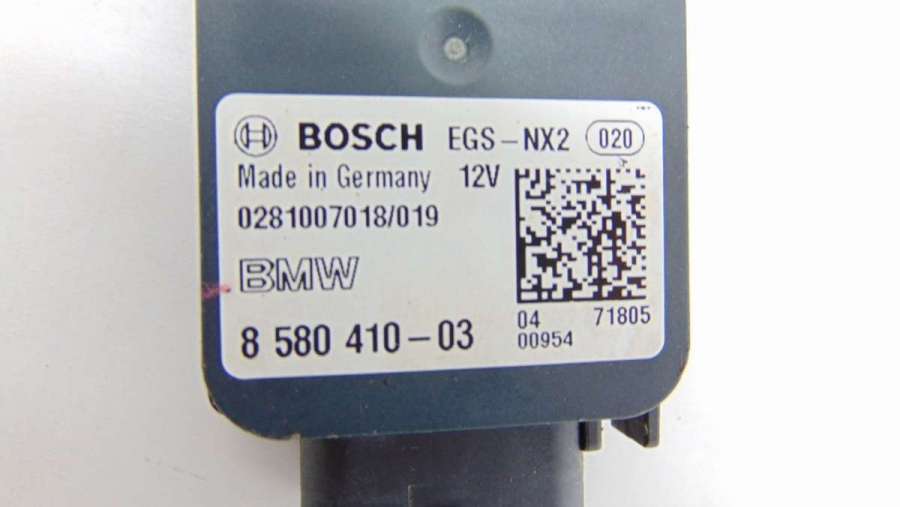 BOSCH EGS-NX2 020
Made in Germany 12V
0281007018/019
BMW
8 580 410-03
04 71805
00954